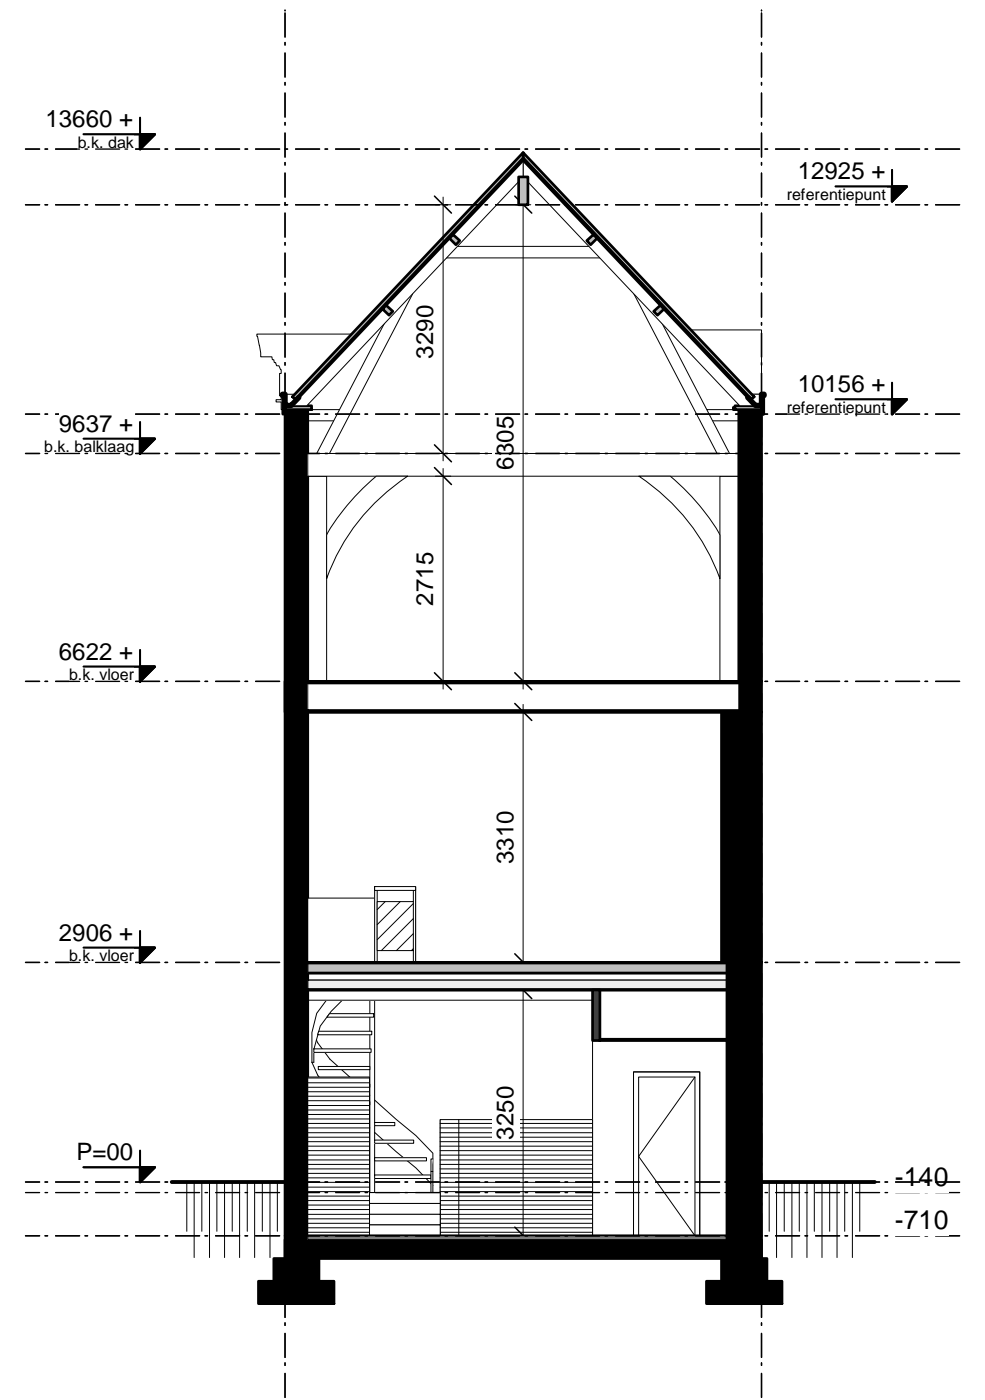 13660 +
b.k. dak
12925 +
referentiepunt
3290
10156 +
referentiepunt
9637 +
b.k. balklaag
6305
2715
6622 +
b.k. vloer
3310
2906 +
b.k. vloer
3250
P=00
-140
-710